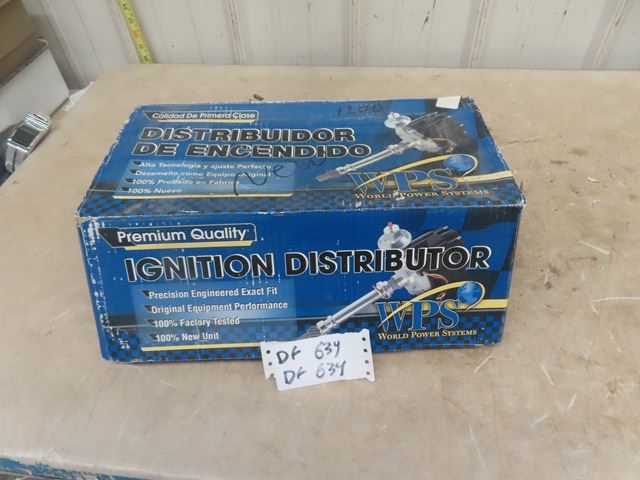 Calidad De Primera Clase
1200
DISTRIBUIDOR
DE ENCENDIDO
Alta Tecnología y ajuste Perfecto
Desempeño como Equipo Original
100% Probado en Fabrica
100% Nuevo
New
WPS
WORLD POWER SYSTEMS
Premium Quality
IGNITION DISTRIBUTOR
Precision Engineered Exact Fit
Original Equipment Performance
100% Factory Tested
100% New Unit
WPS
WORLD POWER SYSTEMS
DF 634
DF 634